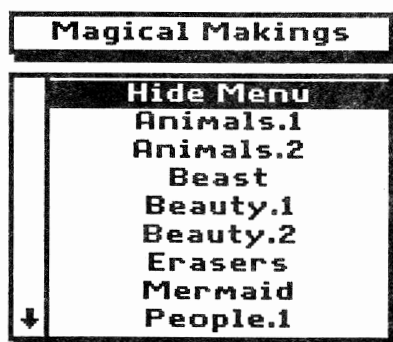 Magical Makings
Hide Menu
Animals.1
Animals.2
Beast
Beauty.1
Beauty.2
Erasers
Mermaid
People.1